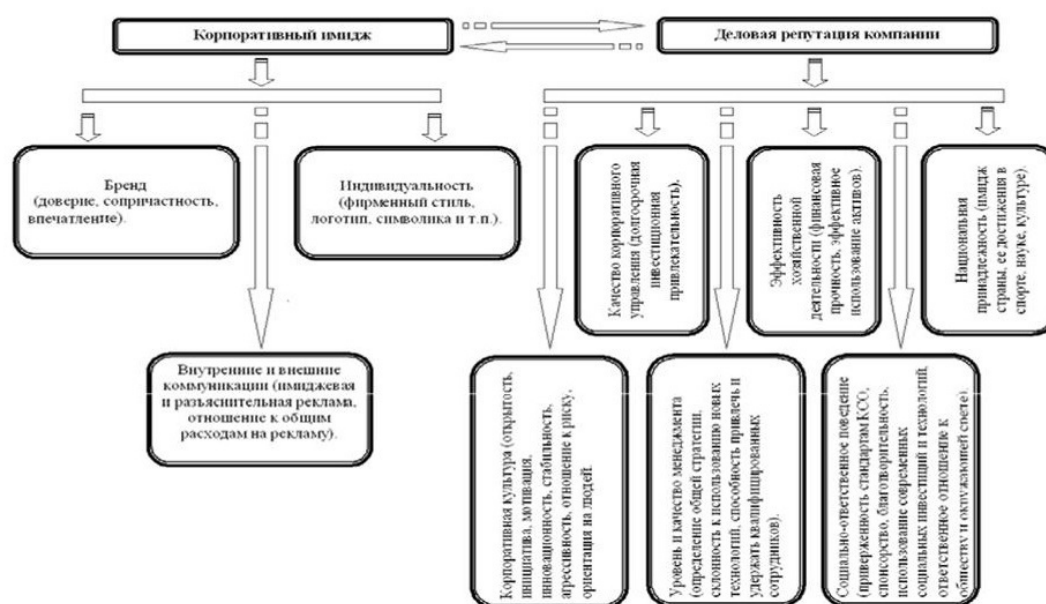 Корпоративный имидж
Деловая репутация компании
Бренд
(доверие, сопричастность,
впечатление).
Индивидуальность
(фирменный стиль,
логотип, символика и т.п.).
Качество корпоративного
управления (долгосрочная
инвестиционная
привлекательность).
Эффективность
хозяйственной
деятельности (финансовая
прочность, эффективное
использование активов).
Национальная
принадлежность (имидж
страны, ее достижения в
спорте, науке, культуре).
Внутренние и внешние
коммуникации (имиджевая
и разъяснительная реклама,
отношение к общим
расходам на рекламу).
Корпоративная культура (открытость,
инициатива, мотивация,
инновационность, стабильность,
агрессивность, отношение к риску,
ориентация на людей.
Уровень и качество менеджмента
(определение общей стратегии,
склонность к использованию новых
технологий, способность привлечь и
удержать квалифицированных
сотрудников).
Социально-ответственное поведение
(приверженность стандартам КСО,
спонсорство, благотворительность,
использование современных
социальных инвестиций и технологий,
ответственное отношение к
обществу и окружающей среде).